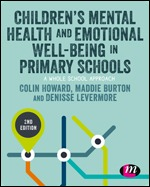 CHILDREN'S MENTAL
HEALTH AND EMOTIONAL
WELL-BEING IN
PRIMARY SCHOOLS
A WHOLE SCHOOL APPROACH
COLIN HOWARD, MADDIE BURTON
AND DENISSE LEVERMORE
2ND EDITION